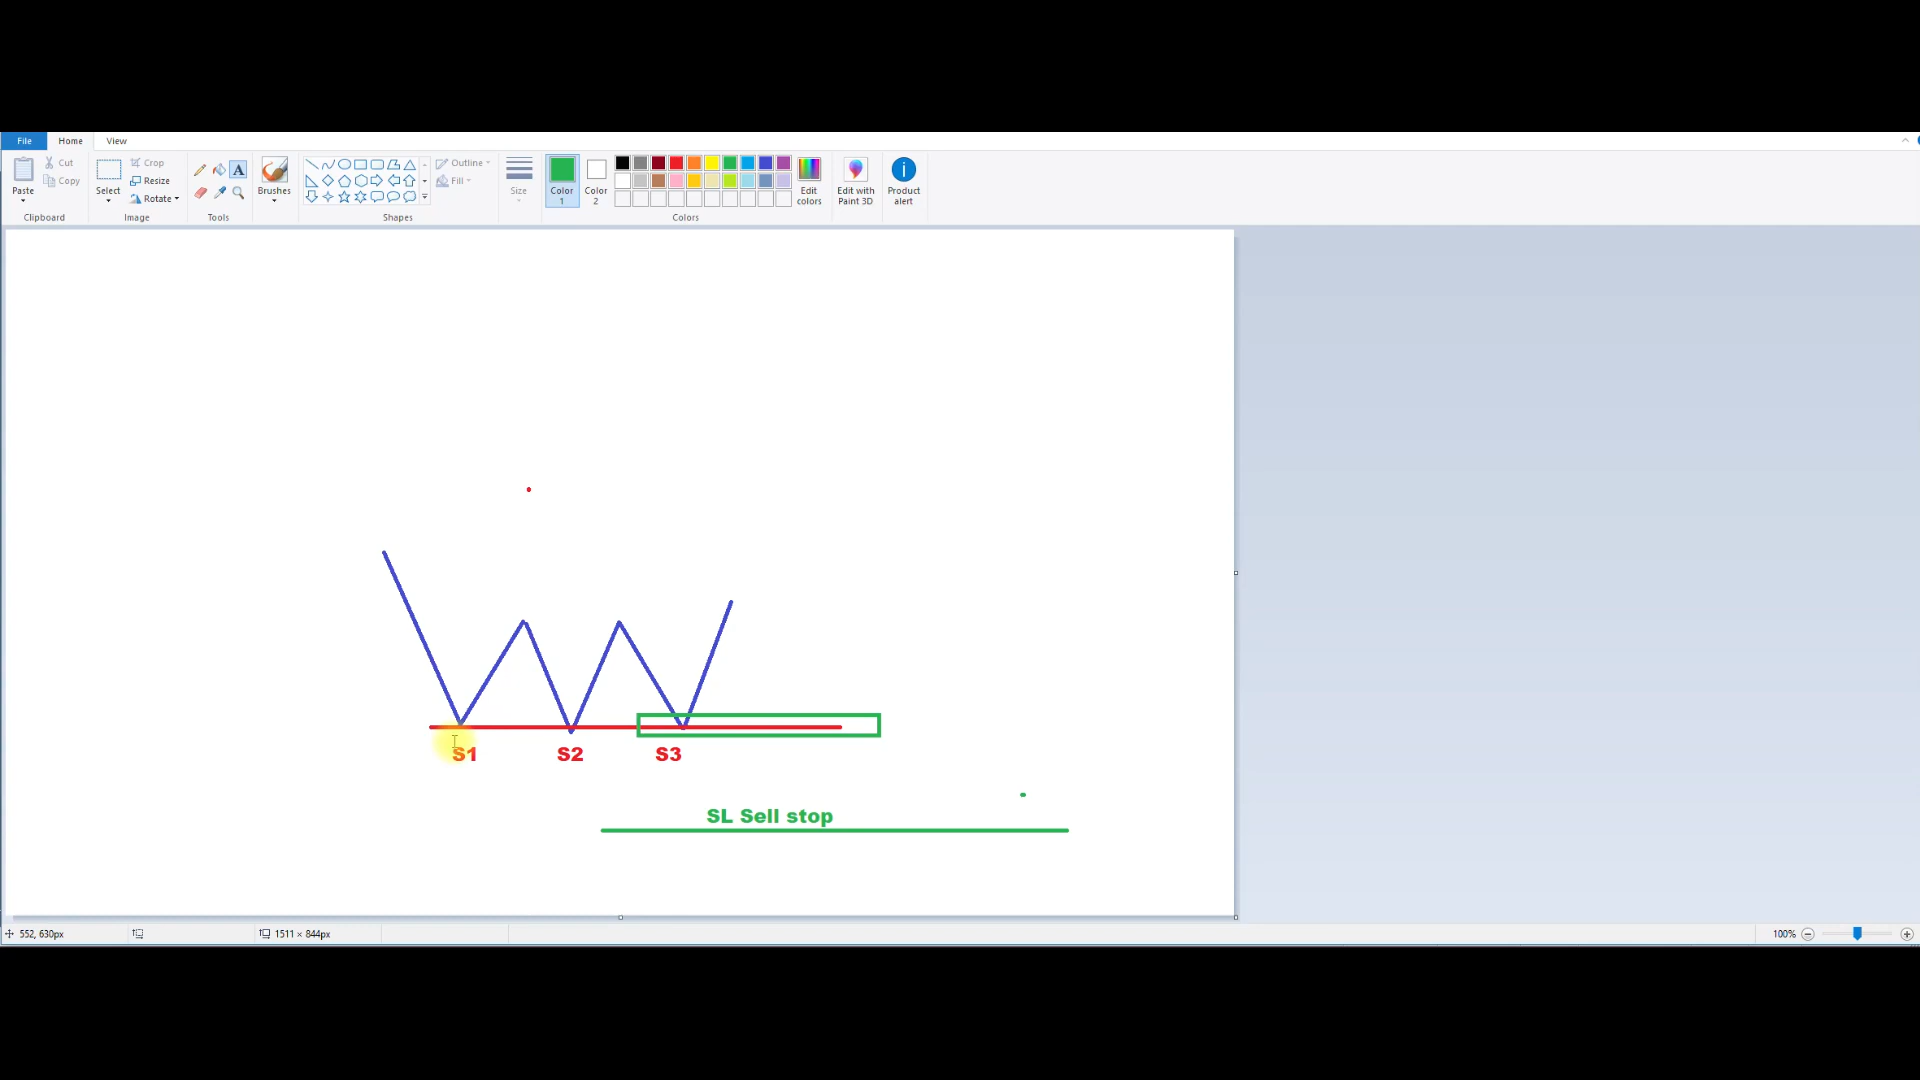 File Home View
Paste Cut Copy Select Crop Resize Rotate A Brushes Outline Fill Size Color 1 Color 2 Edit colors Edit with Paint 3D Product alert
Clipboard Image Tools Shapes Colors
S1 S2 S3
SL Sell stop
552, 630px 1511 × 844px 100%